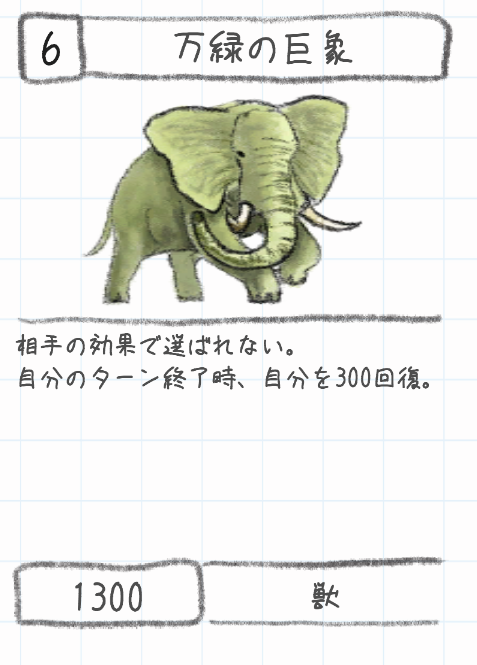 6
万緑の巨象
相手の効果で選ばれない。
自分のターン終了時、自分を300回復。
1300
獣